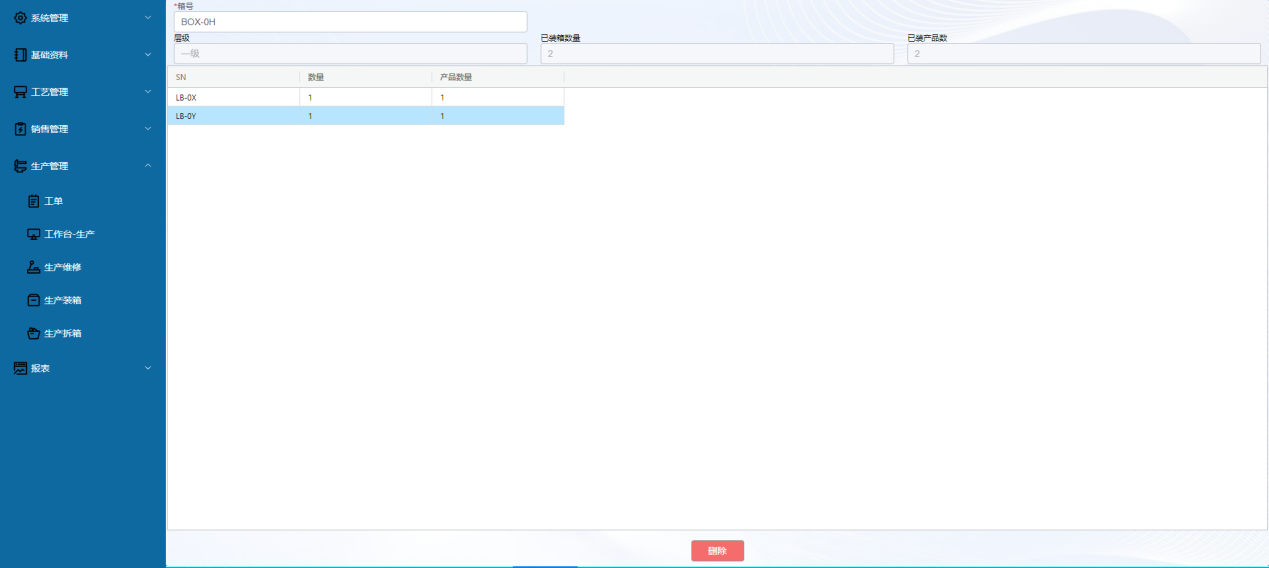 系统管理
基础资料
工艺管理
销售管理
生产管理
工单
工作台-生产
生产维修
生产装箱
生产拆箱
报表
*箱号
BOX-0H
层级
已装箱数量
已装产品数
一级
2
2
SN 数量 产品数量
LB-0X 1 1
LB-0Y 1 1
删除